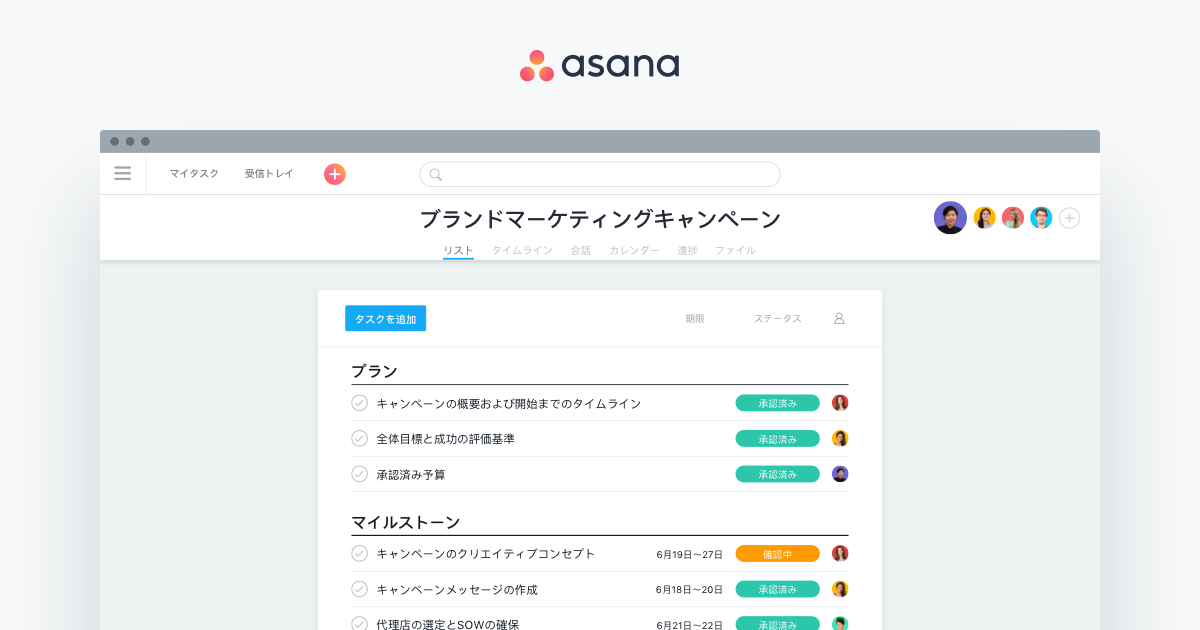 asana
マイタスク 受信トレイ
ブランドマーケティングキャンペーン
リスト タイムライン 会話 カレンダー 進捗 ファイル
タスクを追加 期限 ステータス
プラン
キャンペーンの概要および開始までのタイムライン 承認済み
全体目標と成功の評価基準 承認済み
承認済み予算 承認済み
マイルストーン
キャンペーンのクリエイティブコンセプト 6月19日〜27日 確認中
キャンペーンメッセージの作成 6月18日〜20日 承認済み
代理店の選定とSOWの確保 6月21日〜22日 承認済み